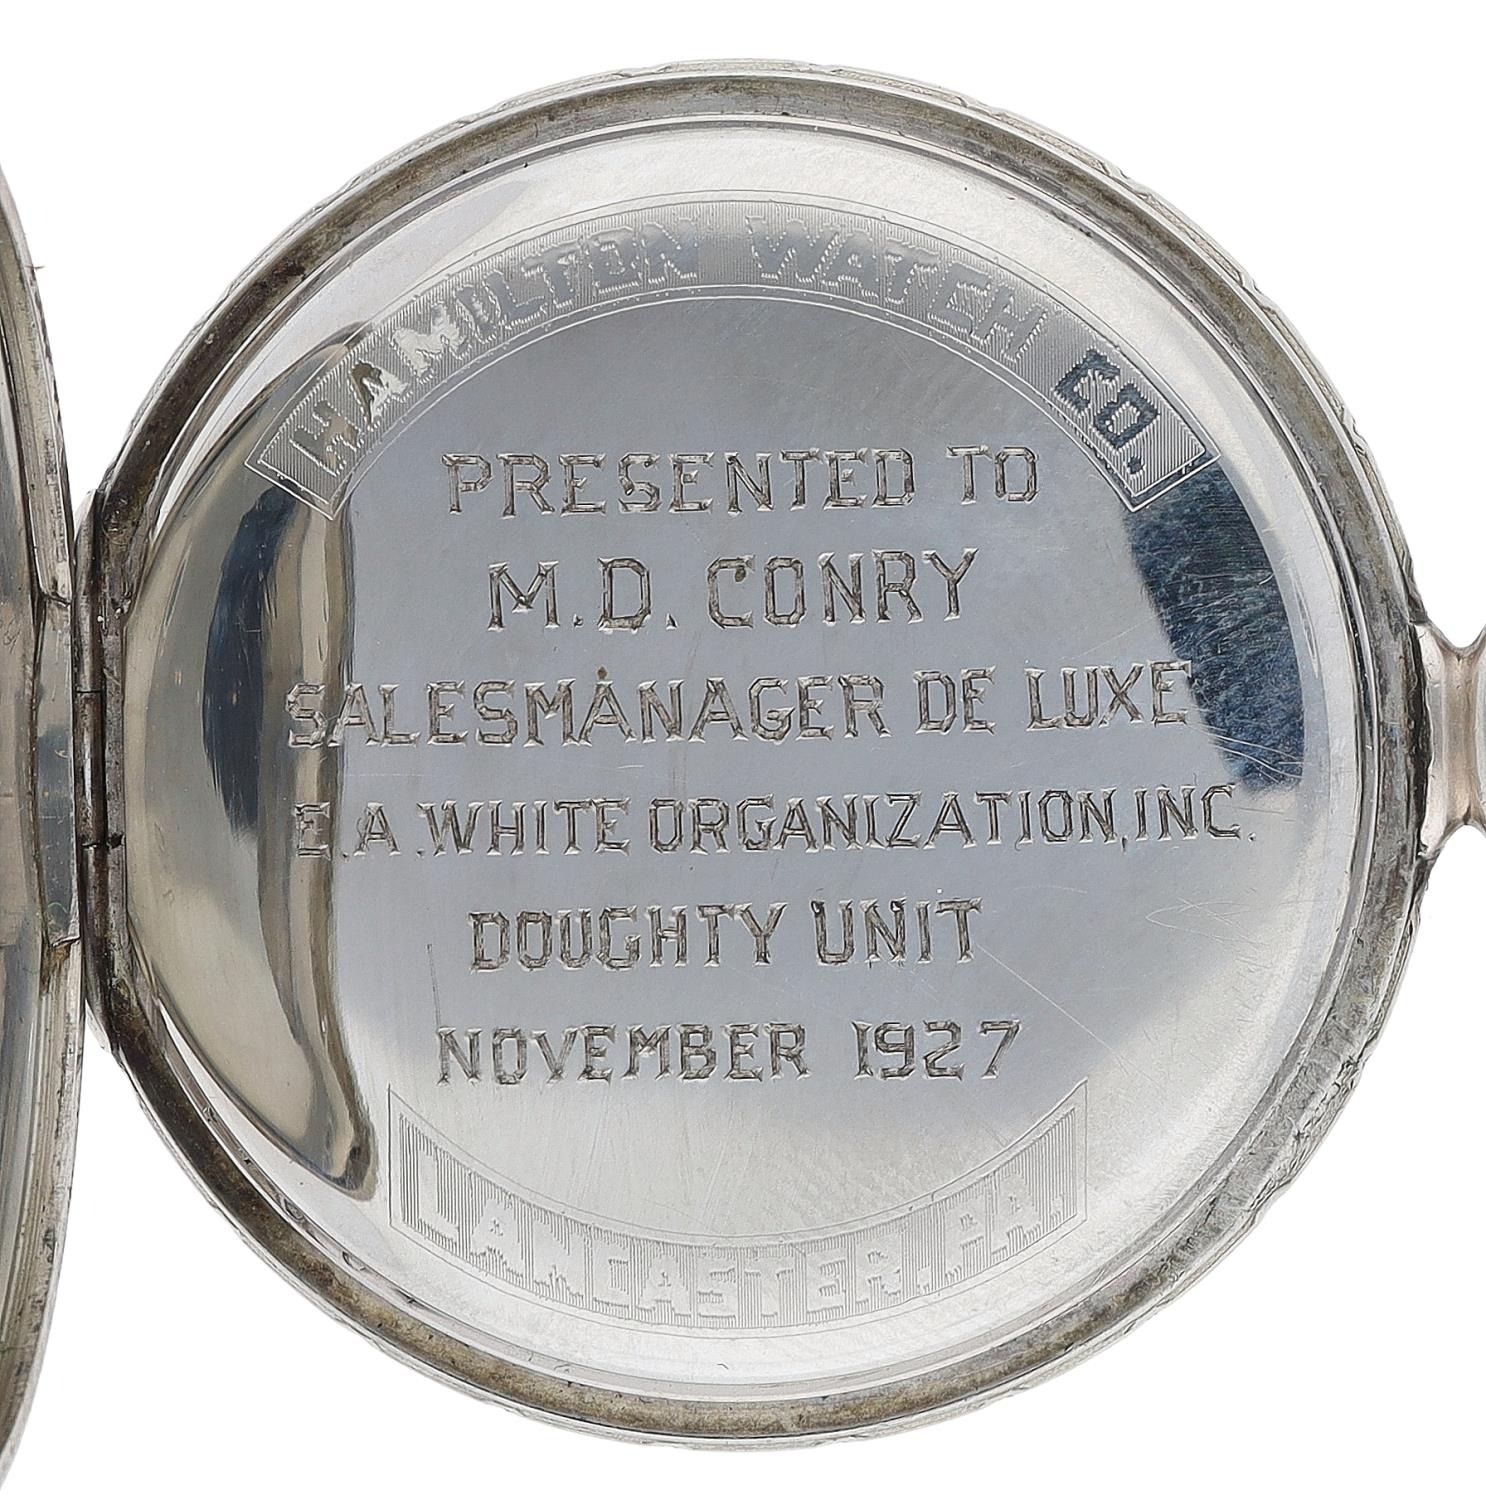 HAMILTON WATCH CO.
PRESENTED TO
M.D. CONRY
SALESMANAGER DE LUXE
E.A.WHITE ORGANIZATION, INC.
DOUGHTY UNIT
NOVEMBER 1927
LANCASTER, PA.